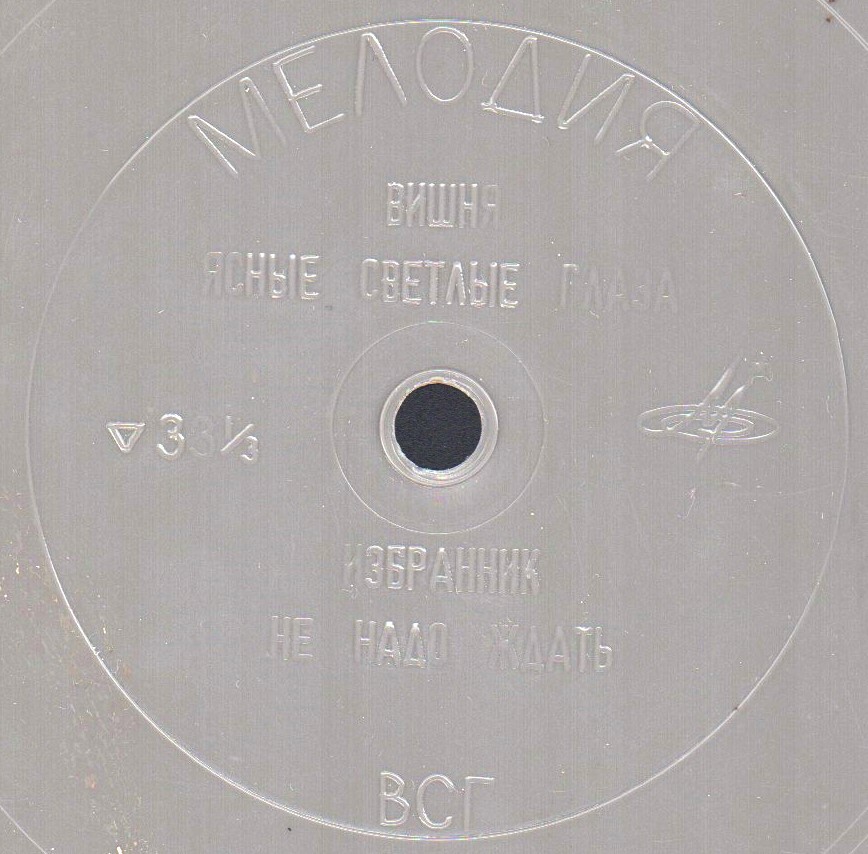 МЕЛОДИЯ
ВИШНЯ
ЯСНЫЕ СВЕТЛЫЕ ГЛАЗА
33⅓
ИЗБРАННИК
НЕ НАДО ЖДАТЬ
ВСГ